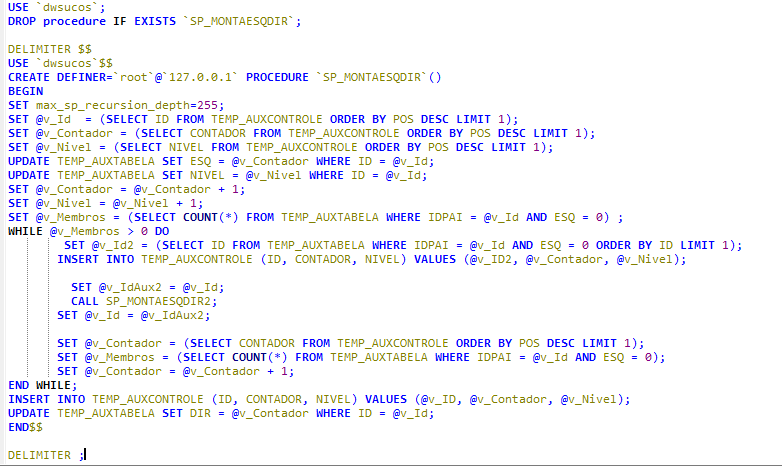 USE `dwsucos`;
DROP procedure IF EXISTS `SP_MONTAESQDIR`;
DELIMITER $$
USE `dwsucos`$$
CREATE DEFINER=`root`@`127.0.0.1` PROCEDURE `SP_MONTAESQDIR`()
BEGIN
SET max_sp_recursion_depth=255;
SET @v_Id  = (SELECT ID FROM TEMP_AUXCONTROLE ORDER BY POS DESC LIMIT 1);
SET @v_Contador = (SELECT CONTADOR FROM TEMP_AUXCONTROLE ORDER BY POS DESC LIMIT 1);
SET @v_Nivel = (SELECT NIVEL FROM TEMP_AUXCONTROLE ORDER BY POS DESC LIMIT 1);
UPDATE TEMP_AUXTABELA SET ESQ = @v_Contador WHERE ID = @v_Id;
UPDATE TEMP_AUXTABELA SET NIVEL = @v_Nivel WHERE ID = @v_Id;
SET @v_Contador = @v_Contador + 1;
SET @v_Nivel = @v_Nivel + 1;
SET @v_Membros = (SELECT COUNT(*) FROM TEMP_AUXTABELA WHERE IDPAI = @v_Id AND ESQ = 0) ;
WHILE @v_Membros > 0 DO
SET @v_Id2 = (SELECT ID FROM TEMP_AUXTABELA WHERE IDPAI = @v_Id AND ESQ = 0 ORDER BY ID LIMIT 1);
INSERT INTO TEMP_AUXCONTROLE (ID, CONTADOR, NIVEL) VALUES (@v_ID2, @v_Contador, @v_Nivel);
SET @v_IdAux2 = @v_Id;
CALL SP_MONTAESQDIR2;
SET @v_Id = @v_IdAux2;
SET @v_Contador = (SELECT CONTADOR FROM TEMP_AUXCONTROLE ORDER BY POS DESC LIMIT 1);
SET @v_Membros = (SELECT COUNT(*) FROM TEMP_AUXTABELA WHERE IDPAI = @v_Id AND ESQ = 0);
SET @v_Contador = @v_Contador + 1;
END WHILE;
INSERT INTO TEMP_AUXCONTROLE (ID, CONTADOR, NIVEL) VALUES (@v_ID, @v_Contador, @v_Nivel);
UPDATE TEMP_AUXTABELA SET DIR = @v_Contador WHERE ID = @v_Id;
END$$
DELIMITER ;